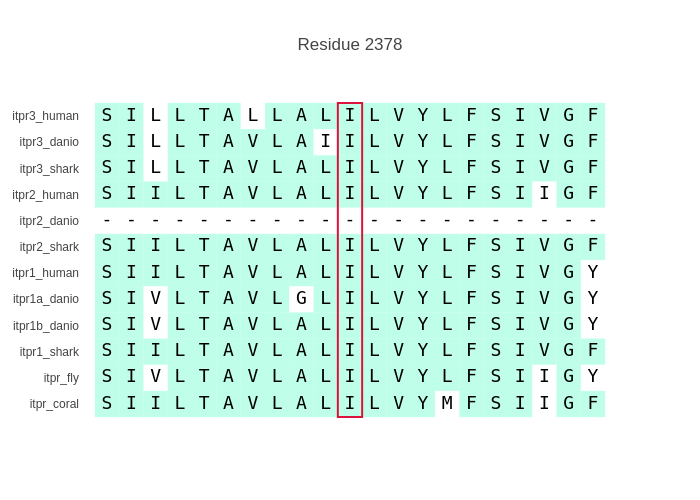 Residue 2378
itpr3_human S I L L T A L L A L I L V Y L F S I V G F
itpr3_danio S I L L T A V L A I I L V Y L F S I V G F
itpr3_shark S I L L T A V L A L I L V Y L F S I V G F
itpr2_human S I I L T A V L A L I L V Y L F S I I G F
itpr2_danio - - - - - - - - - - - - - - - - - - - - -
itpr2_shark S I I L T A V L A L I L V Y L F S I V G F
itpr1_human S I I L T A V L A L I L V Y L F S I V G Y
itpr1a_danio S I V L T A V L G L I L V Y L F S I V G Y
itpr1b_danio S I V L T A V L A L I L V Y L F S I V G Y
itpr1_shark S I I L T A V L A L I L V Y L F S I V G F
itpr_fly S I V L T A V L A L I L V Y L F S I I G Y
itpr_coral S I I L T A V L A L I L V Y M F S I I G F